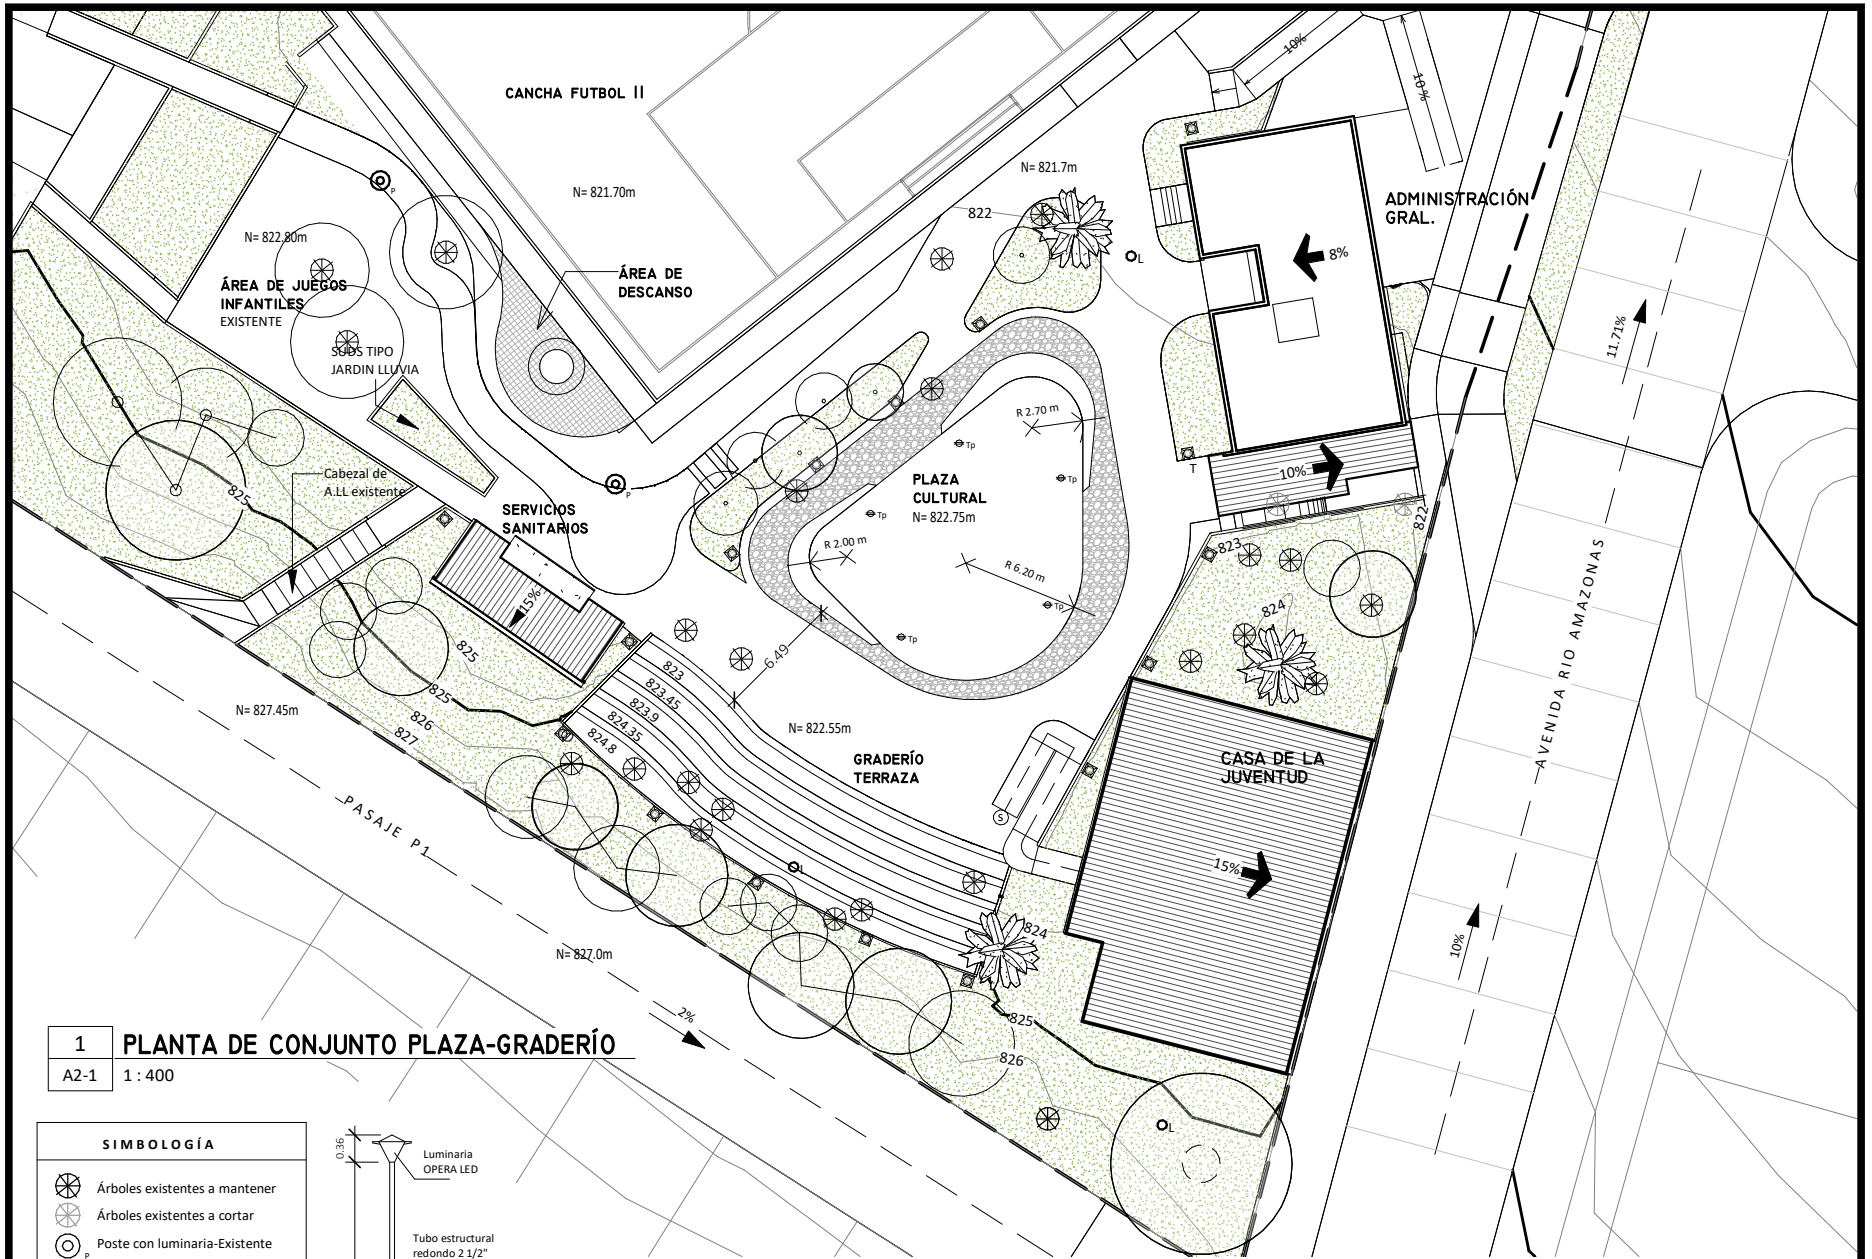 CANCHA FUTBOL II
N= 821.70m
N= 821.7m
10%
10%
ADMINISTRACIÓN
GRAL.
8%
822
L
P
N= 822.80m
ÁREA DE JUEGOS
INFANTILES
EXISTENTE
ÁREA DE
DESCANSO
SUDS TIPO
JARDIN LLUVIA
11.71%
R 2.70 m
Tp
Tp
Tp
Tp
Tp
PLAZA
CULTURAL
N= 822.75m
R 2.00 m
R 6.20 m
10%
T
822
823
824
Cabezal de
A.LL existente
825
P
SERVICIOS
SANITARIOS
15%
825
825
826
827
N= 827.45m
6.49
823
823.45
823.9
824.35
824.8
N= 822.55m
GRADERÍO
TERRAZA
S
CASA DE LA
JUVENTUD
15%
AVENIDA RIO AMAZONAS
10%
PASAJE P1
L
N= 827.0m
2%
824
825
826
L
1
PLANTA DE CONJUNTO PLAZA-GRADERÍO
A2-1
1 : 400
SIMBOLOGÍA
Árboles existentes a mantener
Árboles existentes a cortar
Poste con luminaria-Existente
P
0.36
Luminaria
OPERA LED
Tubo estructural
redondo 2 1/2"